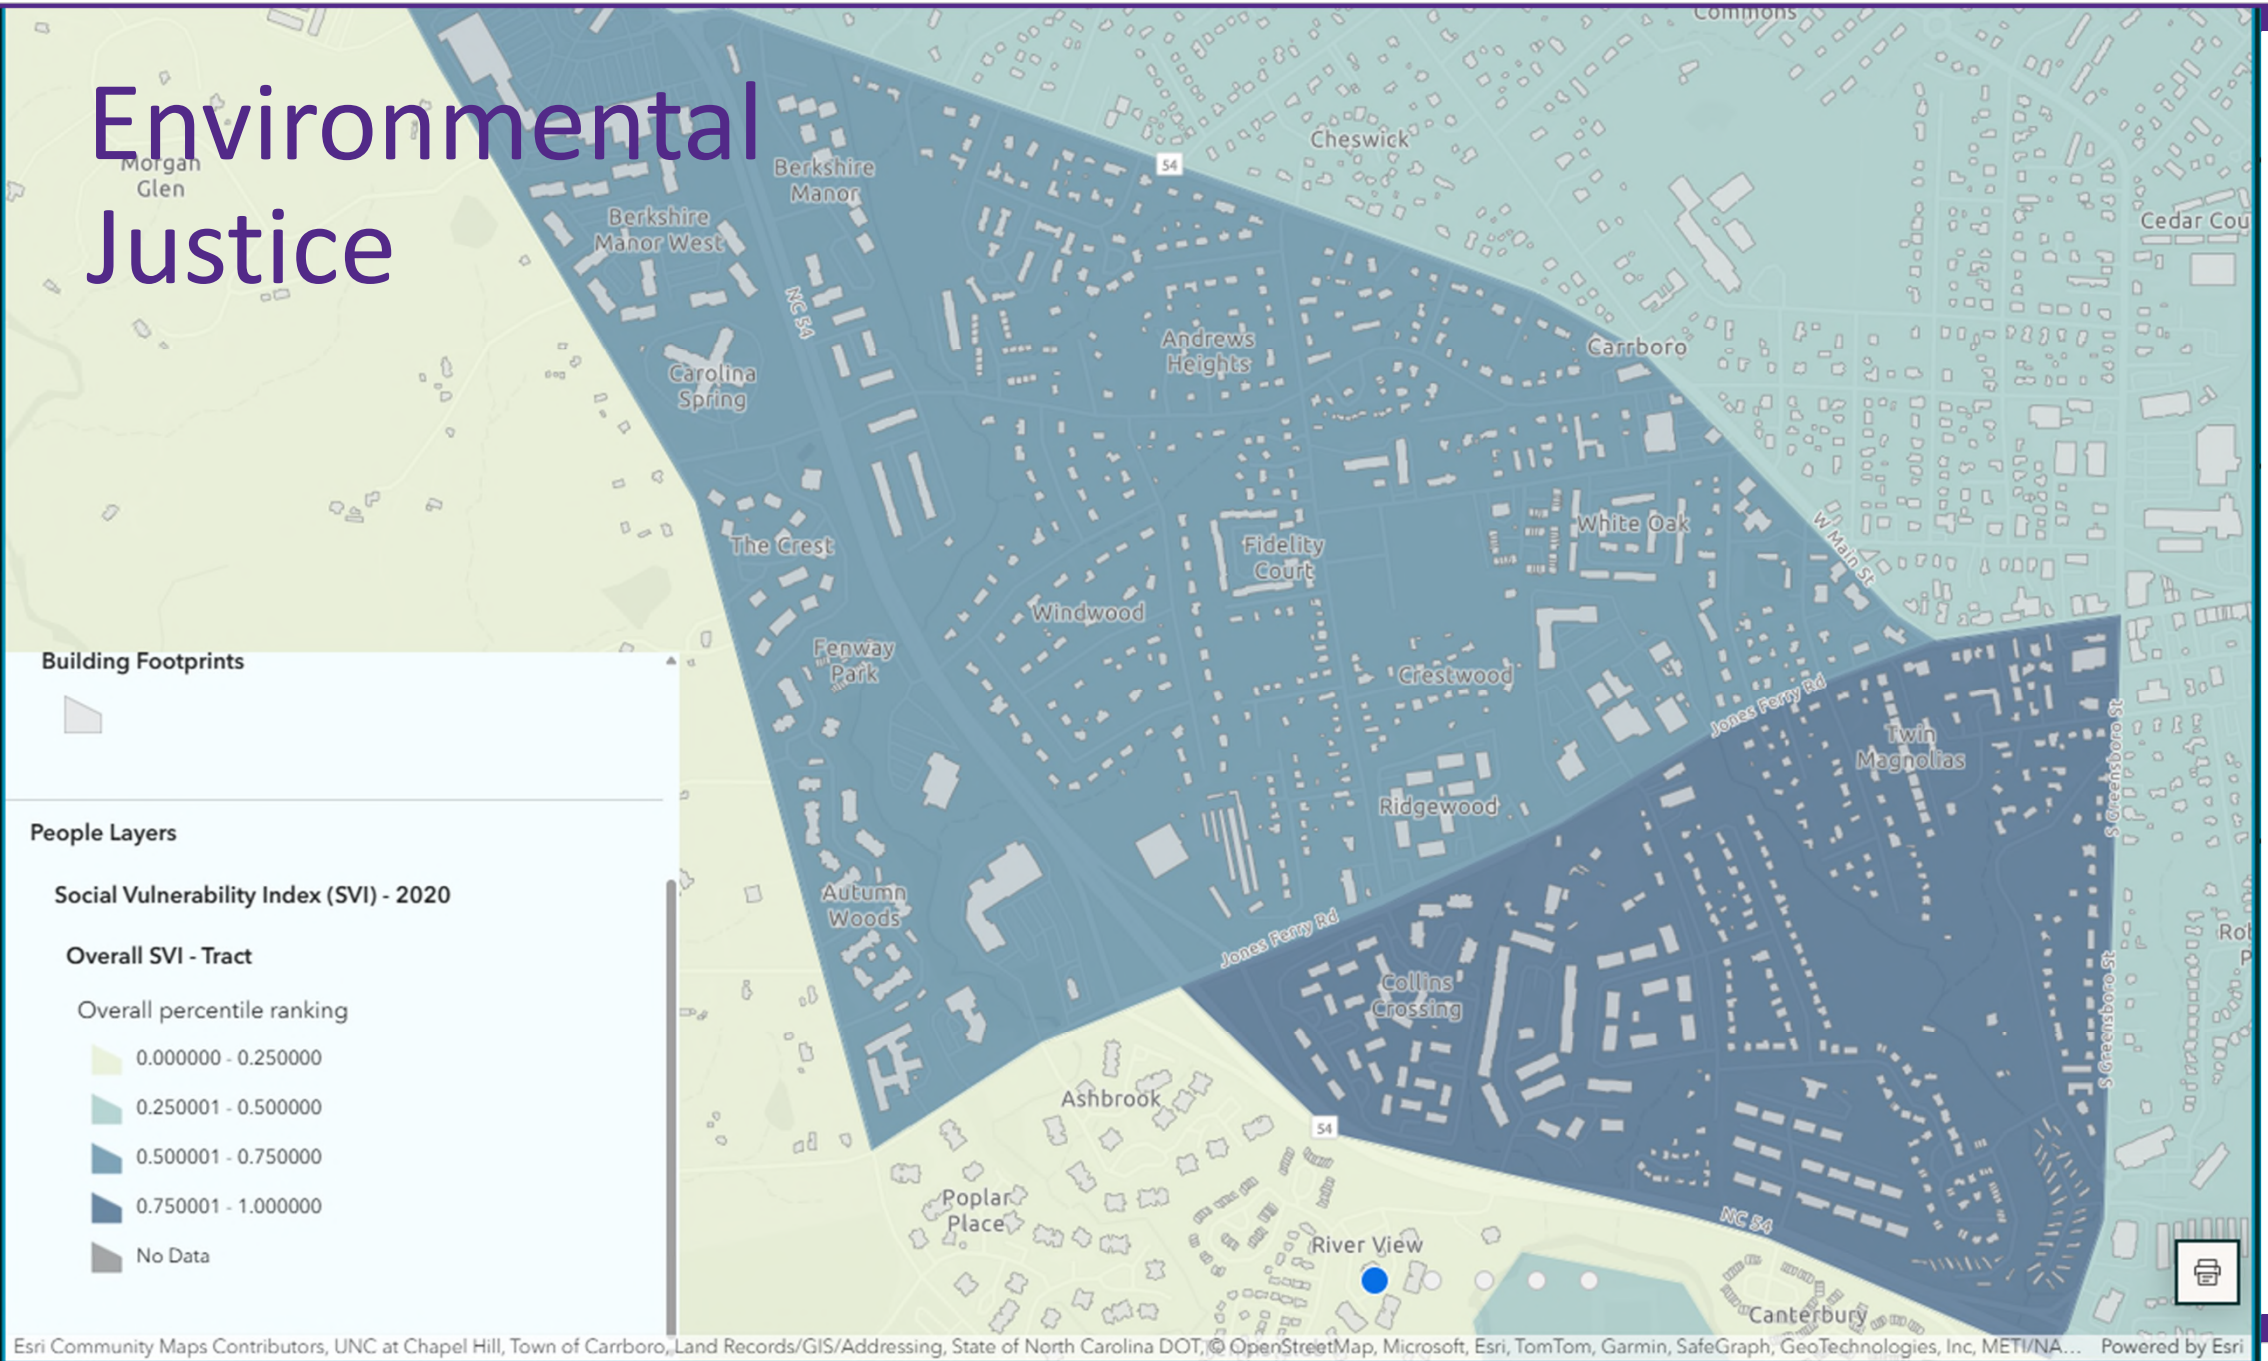 Environmental
Justice
Commons
Cheswick
54
Morgan
Glen
Berkshire
Manor
Berkshire
Manor West
Cedar Cou
NC 54
Andrews
Heights
Carrboro
Carolina
Spring
W Main St
White Oak
The Crest
Fidelity
Court
Windwood
Fenway
Park
Crestwood
Jones Ferry Rd
Twin
Magnolias
S Greensboro St
Ridgewood
Autumn
Woods
Jones Ferry Rd
Collins
Crossing
S Greensboro St
Rol
P
Ashbrook
54
Poplar
Place
NC 54
River View
Canterbury
Building Footprints
People Layers
Social Vulnerability Index (SVI) - 2020
Overall SVI - Tract
Overall percentile ranking
0.000000 - 0.250000
0.250001 - 0.500000
0.500001 - 0.750000
0.750001 - 1.000000
No Data
Esri Community Maps Contributors, UNC at Chapel Hill, Town of Carrboro, Land Records/GIS/Addressing, State of North Carolina DOT, © OpenStreetMap, Microsoft, Esri, TomTom, Garmin, SafeGraph, GeoTechnologies, Inc, METI/NA... Powered by Esri